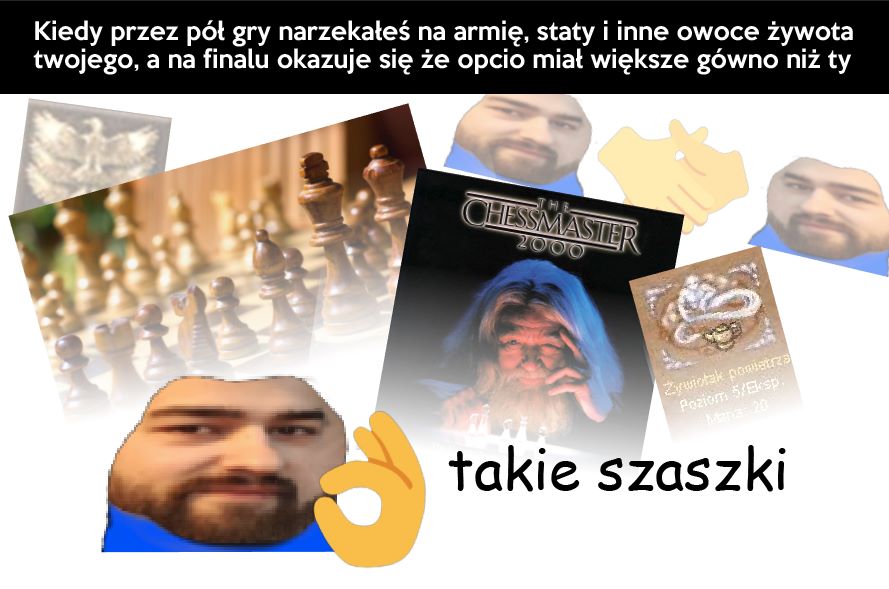 Kiedy przez pół gry narzekałeś na armię, staty i inne owoce żywota
twojego, a na finalu okazuje się że opcio miał większe gówno niż ty
THE
CHESSMASTER
2000
Żywiołak powietrza
Poziom 5/Eksp.
Mana: 20
takie szaszki